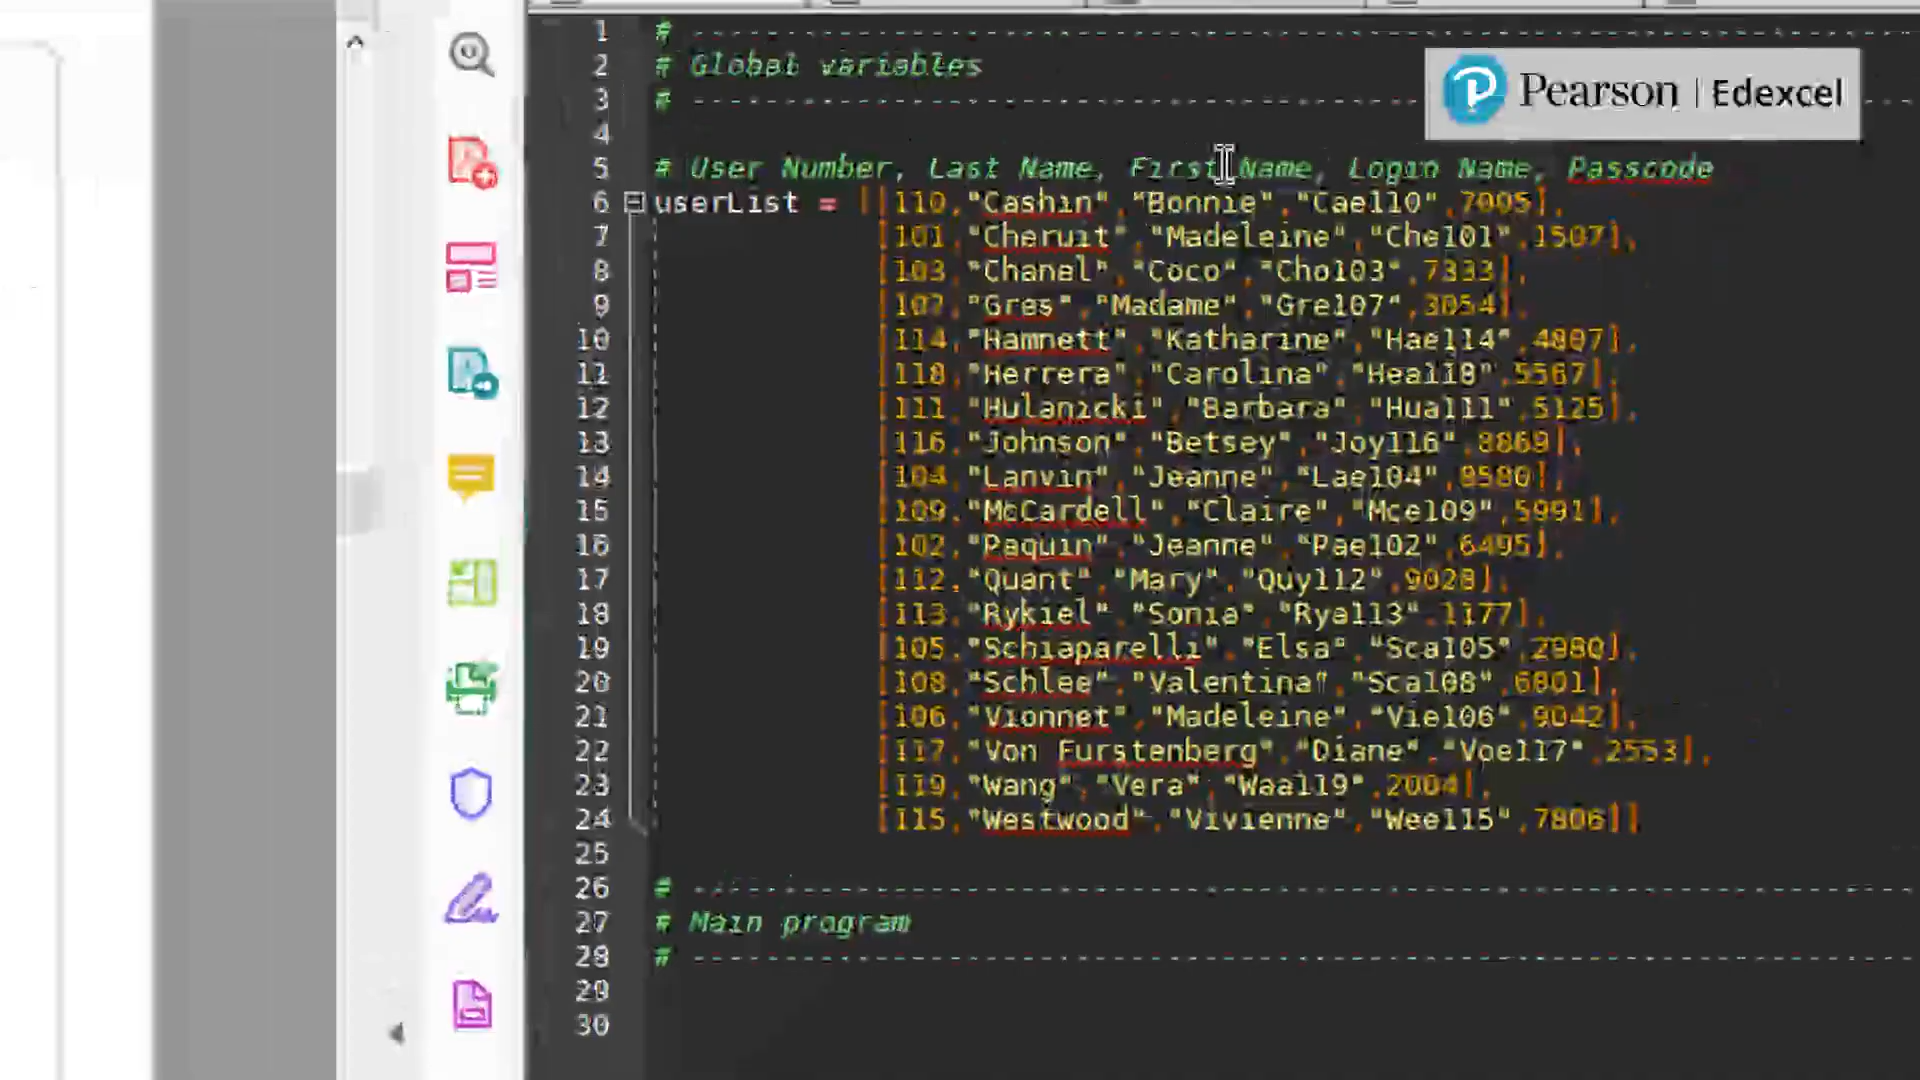 1 # ------------------------------
2 # Global variables
3 # ------------------------------
Pearson | Edexcel
4
5 # User Number, Last Name, First Name, Login Name, Passcode
6 userList = [[110,"Cashin","Bonnie","Cael10",7005],
7 [101,"Cheruit","Madeleine","Che101",1507],
8 [103,"Chanel","Coco","Cho103",7333],
9 [107,"Gres","Madame","Gre107",3054],
10 [114,"Hamnett","Katharine","Hae114",4807],
11 [118,"Herrera","Carolina","Hea118",5567],
12 [111,"Hulanicki","Barbara","Hua111",5125],
13 [116,"Johnson","Betsey","Joy116",8869],
14 [104,"Lanvin","Jeanne","Lae104",8580],
15 [109,"McCardell","Claire","Mce109",5991],
16 [102,"Paquin","Jeanne","Pae102",6495],
17 [112,"Quant","Mary","Quy112",9028],
18 [113,"Rykiel","Sonia","Rya113",1177],
19 [105,"Schiaparelli","Elsa","Sca105",2980],
20 [108,"Schlee","Valentina","Sca108",6801],
21 [106,"Vionnet","Madeleine","Vie106",9042],
22 [117,"Von Furstenberg","Diane","Voe117",2553],
23 [119,"Wang","Vera","Waa119",2004],
24 [115,"Westwood","Vivienne","Wee115",7806]]
25
26 # ------------------------------
27 # Main program
28 # ------------------------------
29
30